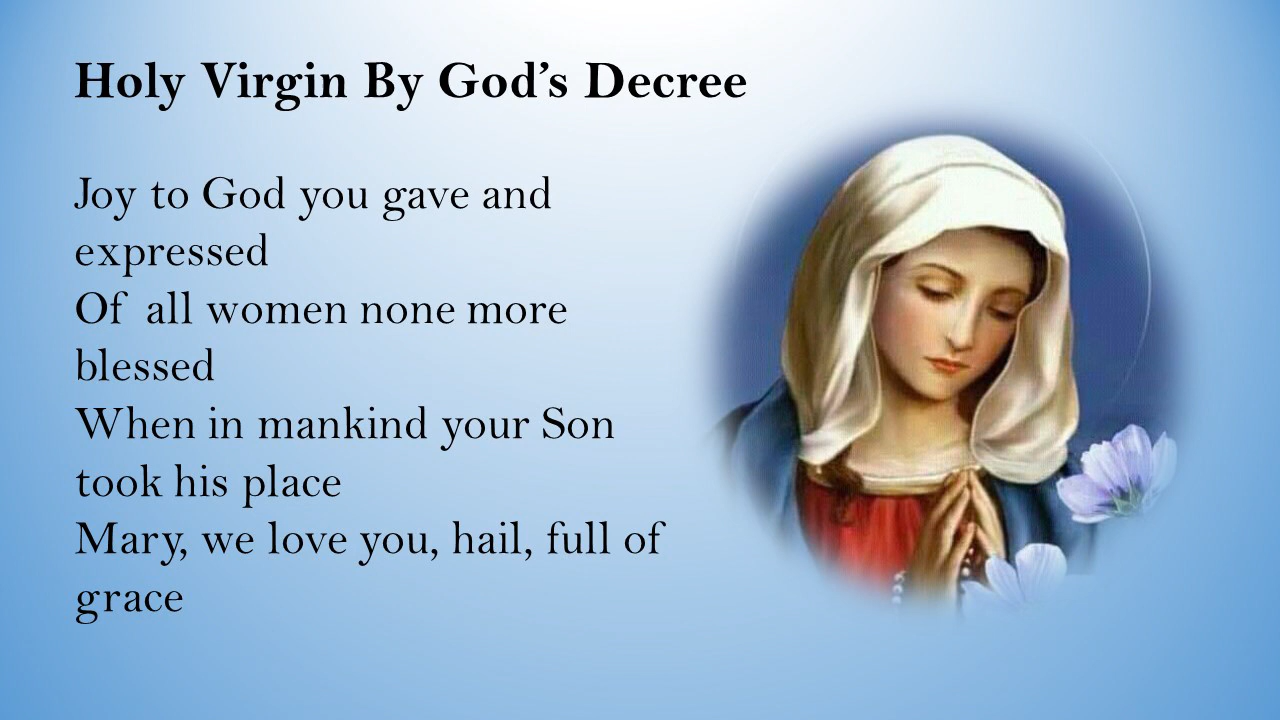 Holy Virgin By God’s Decree
Joy to God you gave and
expressed
Of all women none more
blessed
When in mankind your Son
took his place
Mary, we love you, hail, full of
grace